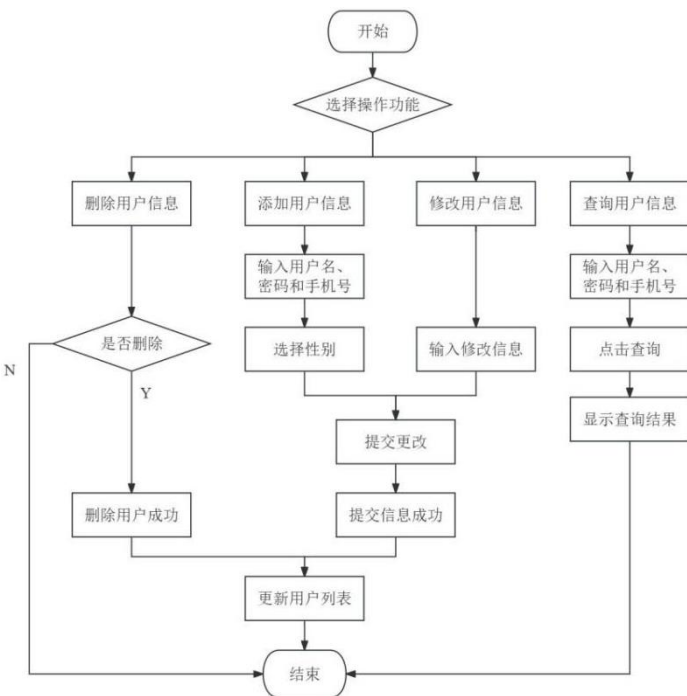 开始
选择操作功能
删除用户信息
添加用户信息
修改用户信息
查询用户信息
输入用户名、
密码和手机号
输入用户名、
密码和手机号
是否删除
选择性别
输入修改信息
点击查询
N
Y
显示查询结果
提交更改
删除用户成功
提交信息成功
更新用户列表
结束